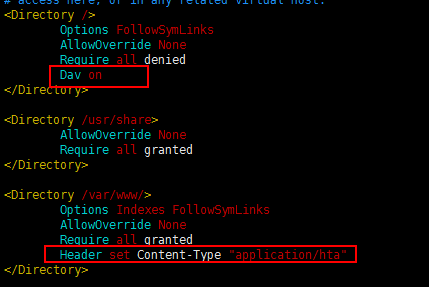 # access here, or in any related virtual host.
<Directory />
Options FollowSymLinks
AllowOverride None
Require all denied
Dav on
</Directory>
<Directory /usr/share>
AllowOverride None
Require all granted
</Directory>
<Directory /var/www/>
Options Indexes FollowSymLinks
AllowOverride None
Require all granted
Header set Content-Type "application/hta"
</Directory>